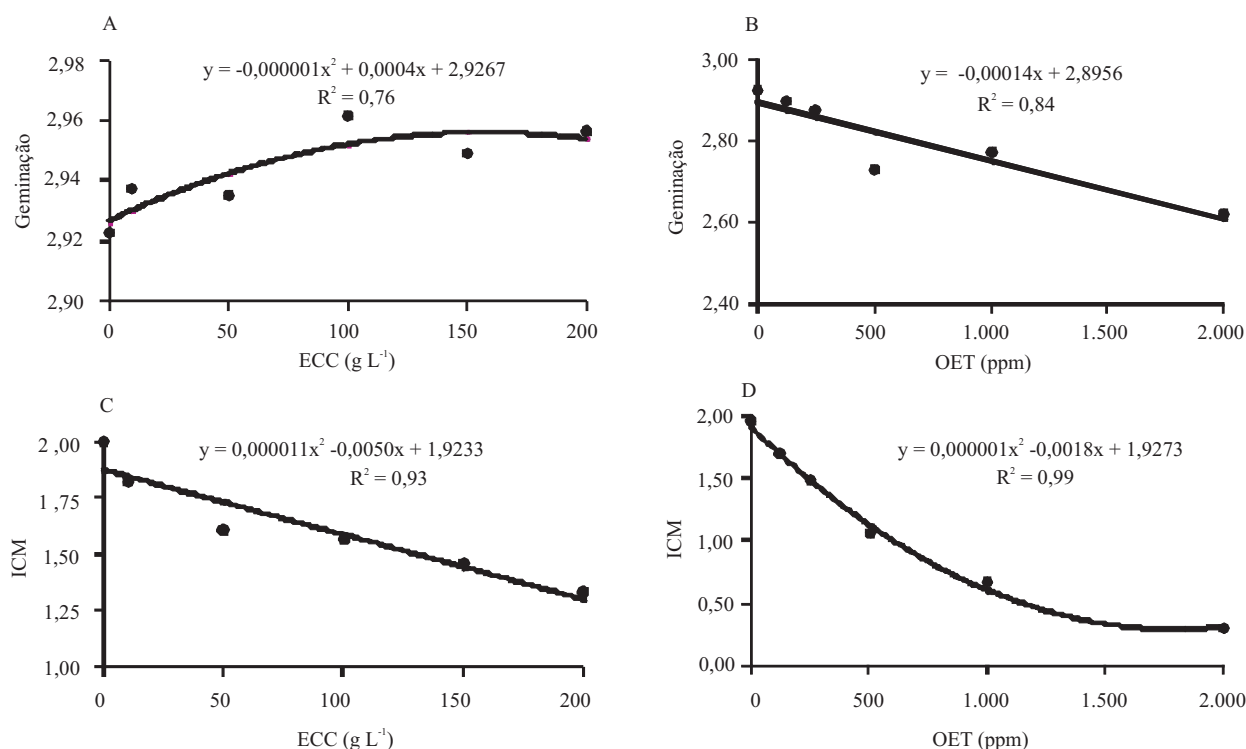 A
y = -0,000001x² + 0,0004x + 2,9267
R² = 0,76
Geminação
2,98
2,96
2,94
2,92
2,90
0 50 100 150 200
ECC (g L⁻¹)
B
y = -0,00014x + 2,8956
R² = 0,84
Geminação
3,00
2,80
2,60
2,40
0 500 1.000 1.500 2.000
OET (ppm)
C
y = 0,000011x² -0,0050x + 1,9233
R² = 0,93
ICM
2,00
1,75
1,50
1,25
1,00
0 50 100 150 200
ECC (g L⁻¹)
D
y = 0,000001x² -0,0018x + 1,9273
R² = 0,99
ICM
2,00
1,50
1,00
0,50
0,00
0 500 1.000 1.500 2.000
OET (ppm)